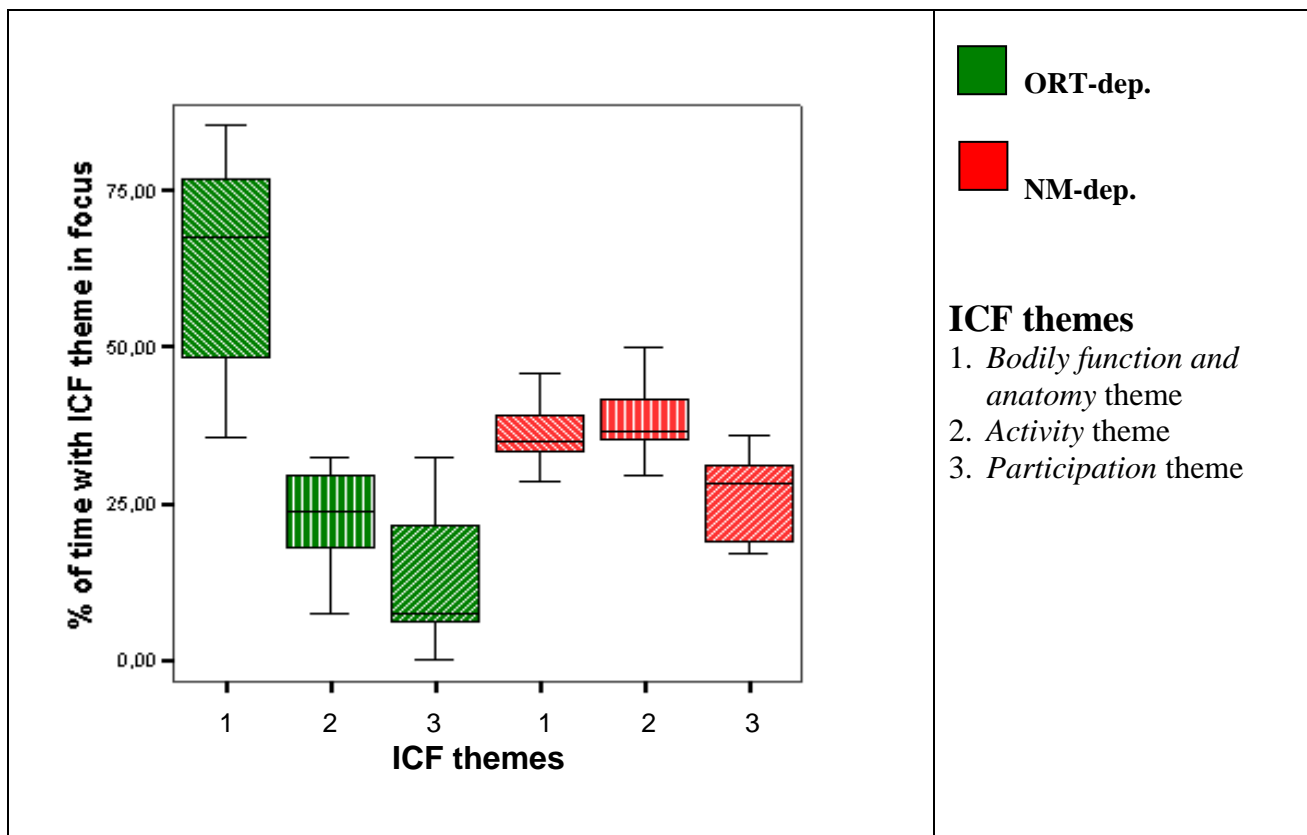 % of time with ICF theme in focus
75,00
50,00
25,00
0,00
1 2 3 1 2 3
ICF themes
ORT-dep.
NM-dep.
ICF themes
1. Bodily function and
anatomy theme
2. Activity theme
3. Participation theme